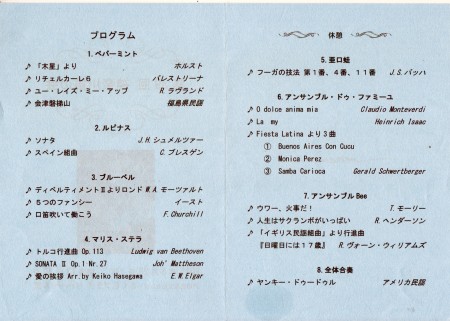 プログラム
1.ペパーミント
♪ 「木星」より ホルスト
♪ リチェルカーレ6 パレストリーナ
♪ ユー・レイズ・ミー・アップ R.ラヴランド
♪ 会津磐梯山 福島県民謡
2.ルピナス
♪ ソナタ J.H.シュメルツァー
♪ スペイン組曲 C.ブレスゲン
3.ブルーベル
♪ ディベルティメントⅡよりロンド W.A.モーツァルト
♪ 5つのファンシー イースト
♪ 口笛吹いて働こう F.Churchill
4.マリス・ステラ
♪ トルコ行進曲 Op.113 Ludwig van Beethoven
♪ SONATA Ⅱ Op.1 Nr.27 Joh' Mattheson
♪ 愛の挨拶 Arr.by Keiko Hasegawa E.W.Elgar
休憩
5.亜口蛙
♪ フーガの技法 第1番、4番、11番 J.S.バッハ
6.アンサンブル・ドゥ・ファミーユ
♪ O dolce anima mia Claudio Monteverdi
♪ La my Heinrich Isaac
♪ Fiesta Latina より3曲
① Buenos Aires Con Cucu
② Monica Perez
③ Samba Carioca Gerald Schwertberger
7.アンサンブルBee
♪ ウワー、火事だ! T.モーリー
♪ 人生はサクランボがいっぱい R.ヘンダーソン
♪ 「イギリス民謡組曲」より行進曲
『日曜日には17歳』 R.ヴォーン・ウィリアムズ
8.全体合奏
♪ ヤンキー・ドゥードゥル アメリカ民謡